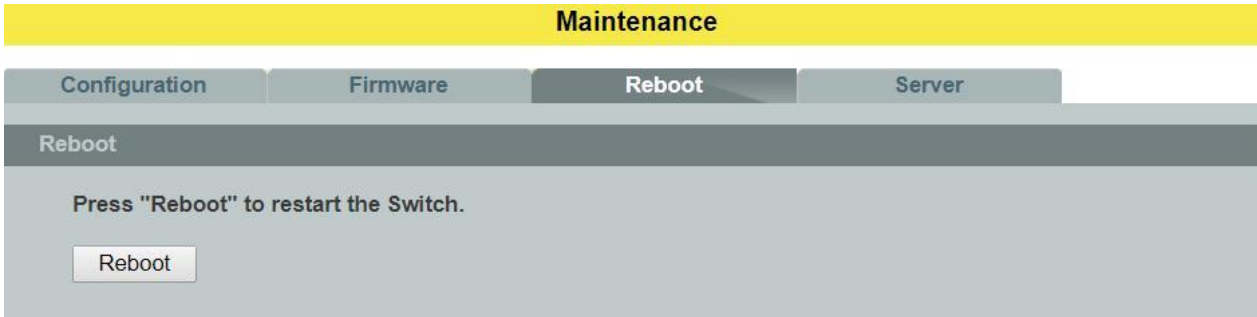 Maintenance
Configuration Firmware Reboot Server
Reboot
Press "Reboot" to restart the Switch.
Reboot